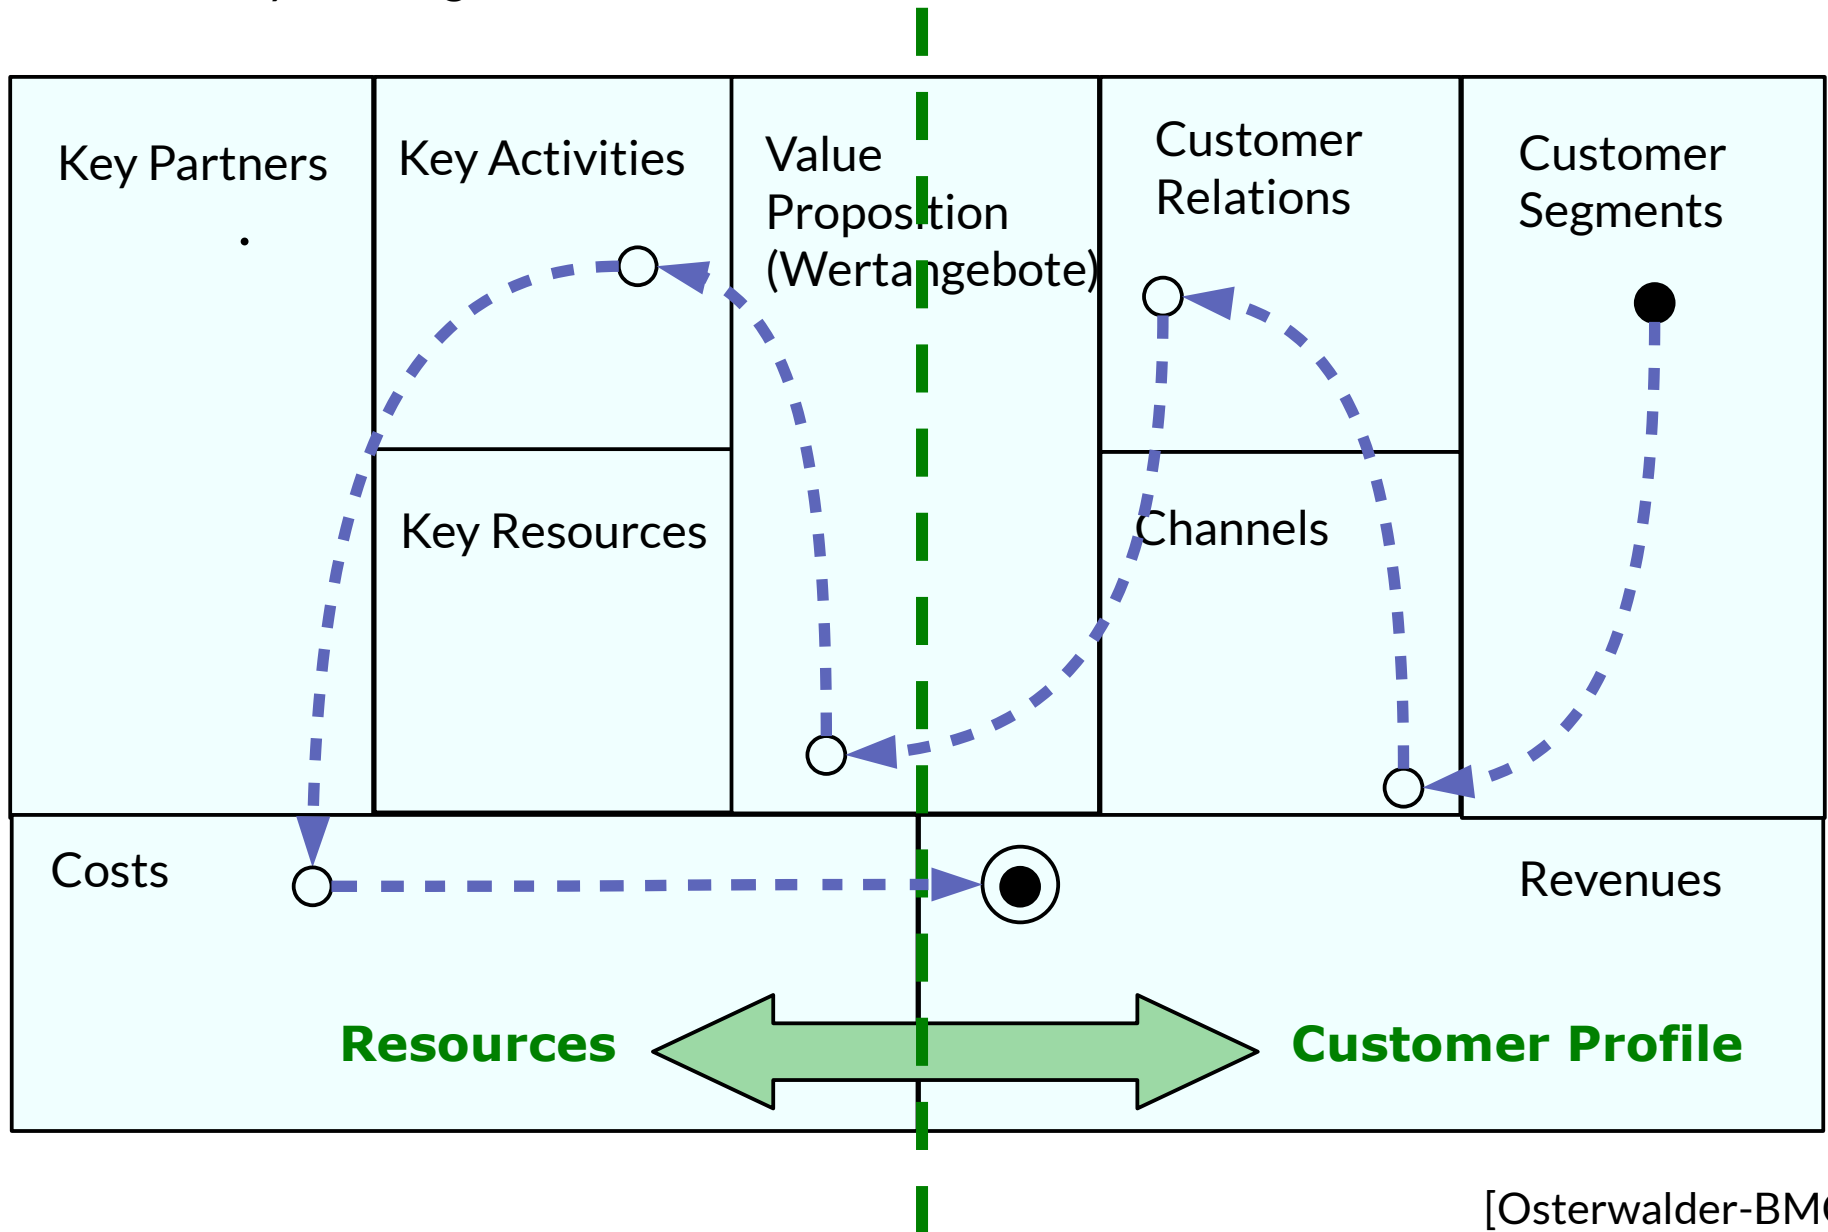 Key Partners
Key Activities
Value
Proposition
(Wertangebote)
Customer
Relations
Customer
Segments
Key Resources
Channels
Costs
Revenues
Resources
Customer Profile
[Osterwalder-BM